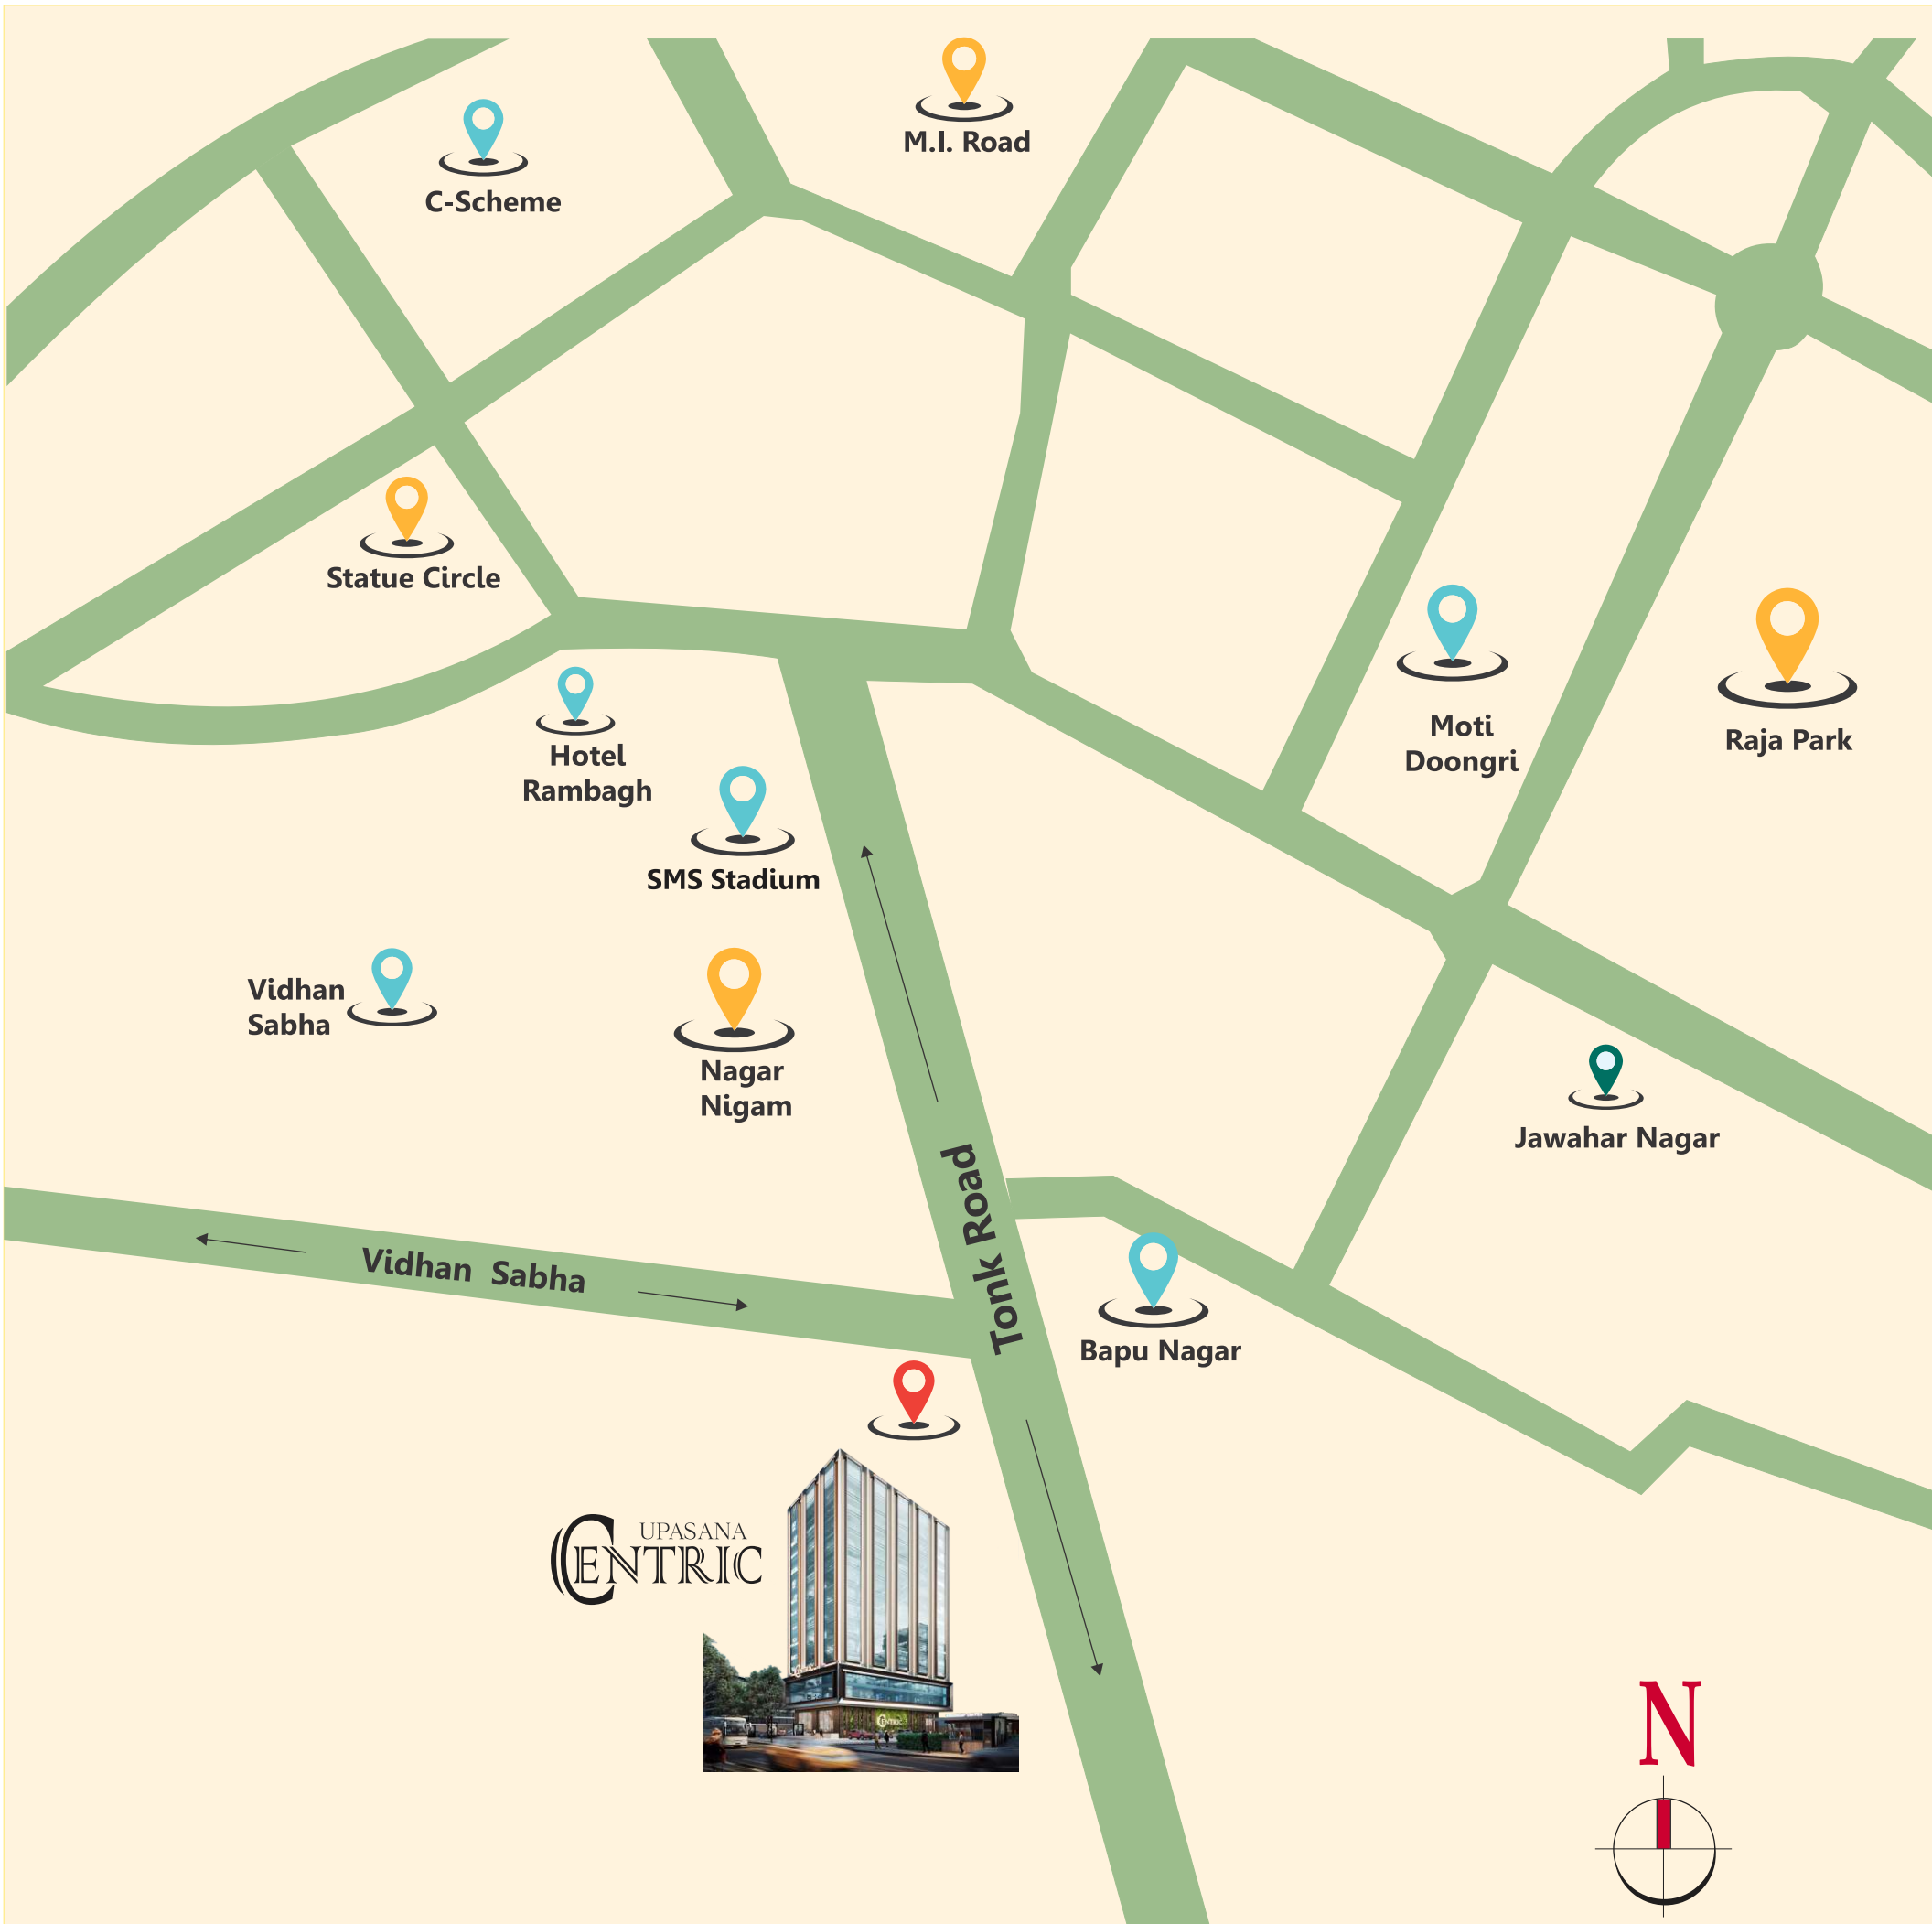 M.I. Road
C-Scheme
Statue Circle
Hotel
Rambagh
Moti
Doongri
Raja Park
SMS Stadium
Vidhan
Sabha
Nagar
Nigam
Jawahar Nagar
Tonk Road
Vidhan Sabha
Bapu Nagar
UPASANA
CENTRIC
CENTRIC
N